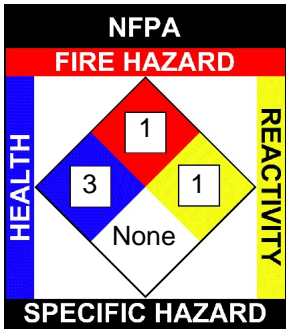 NFPA
FIRE HAZARD
HEALTH
1
3
1
None
REACTIVITY
SPECIFIC HAZARD